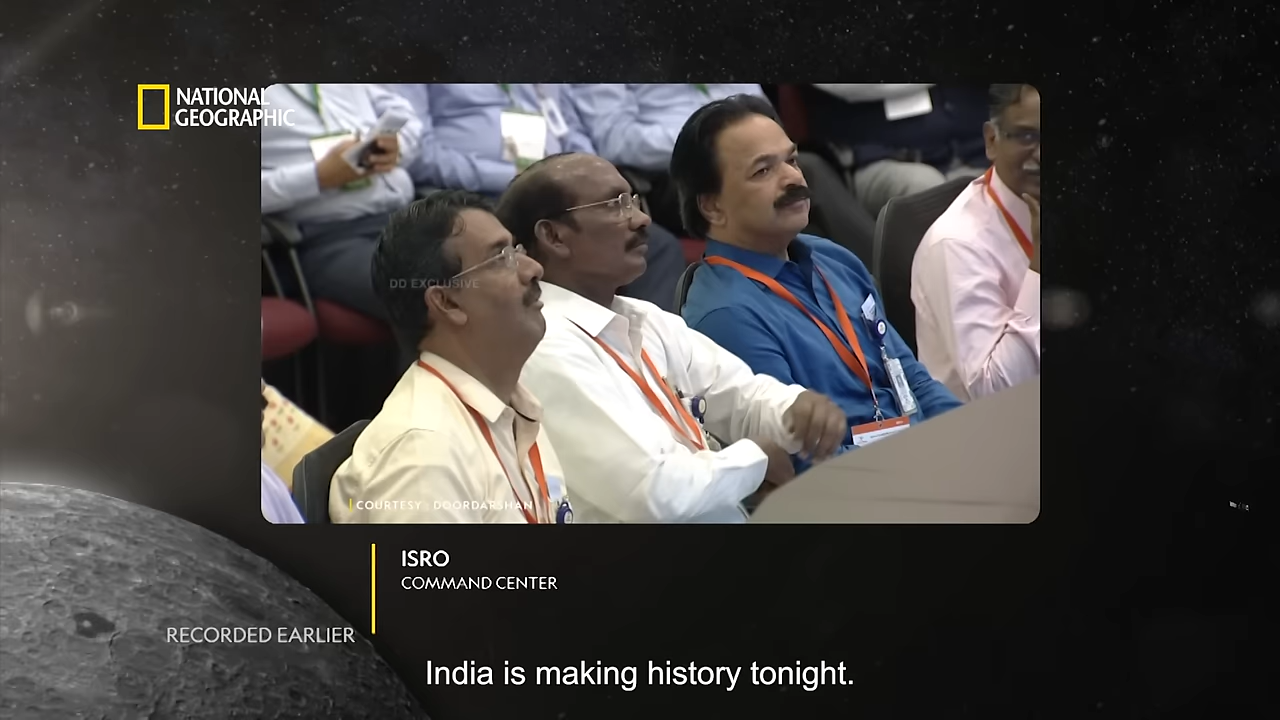 NATIONAL
GEOGRAPHIC
DD EXCLUSIVE
COURTESY : DOORDARSHAN
ISRO
COMMAND CENTER
RECORDED EARLIER
India is making history tonight.